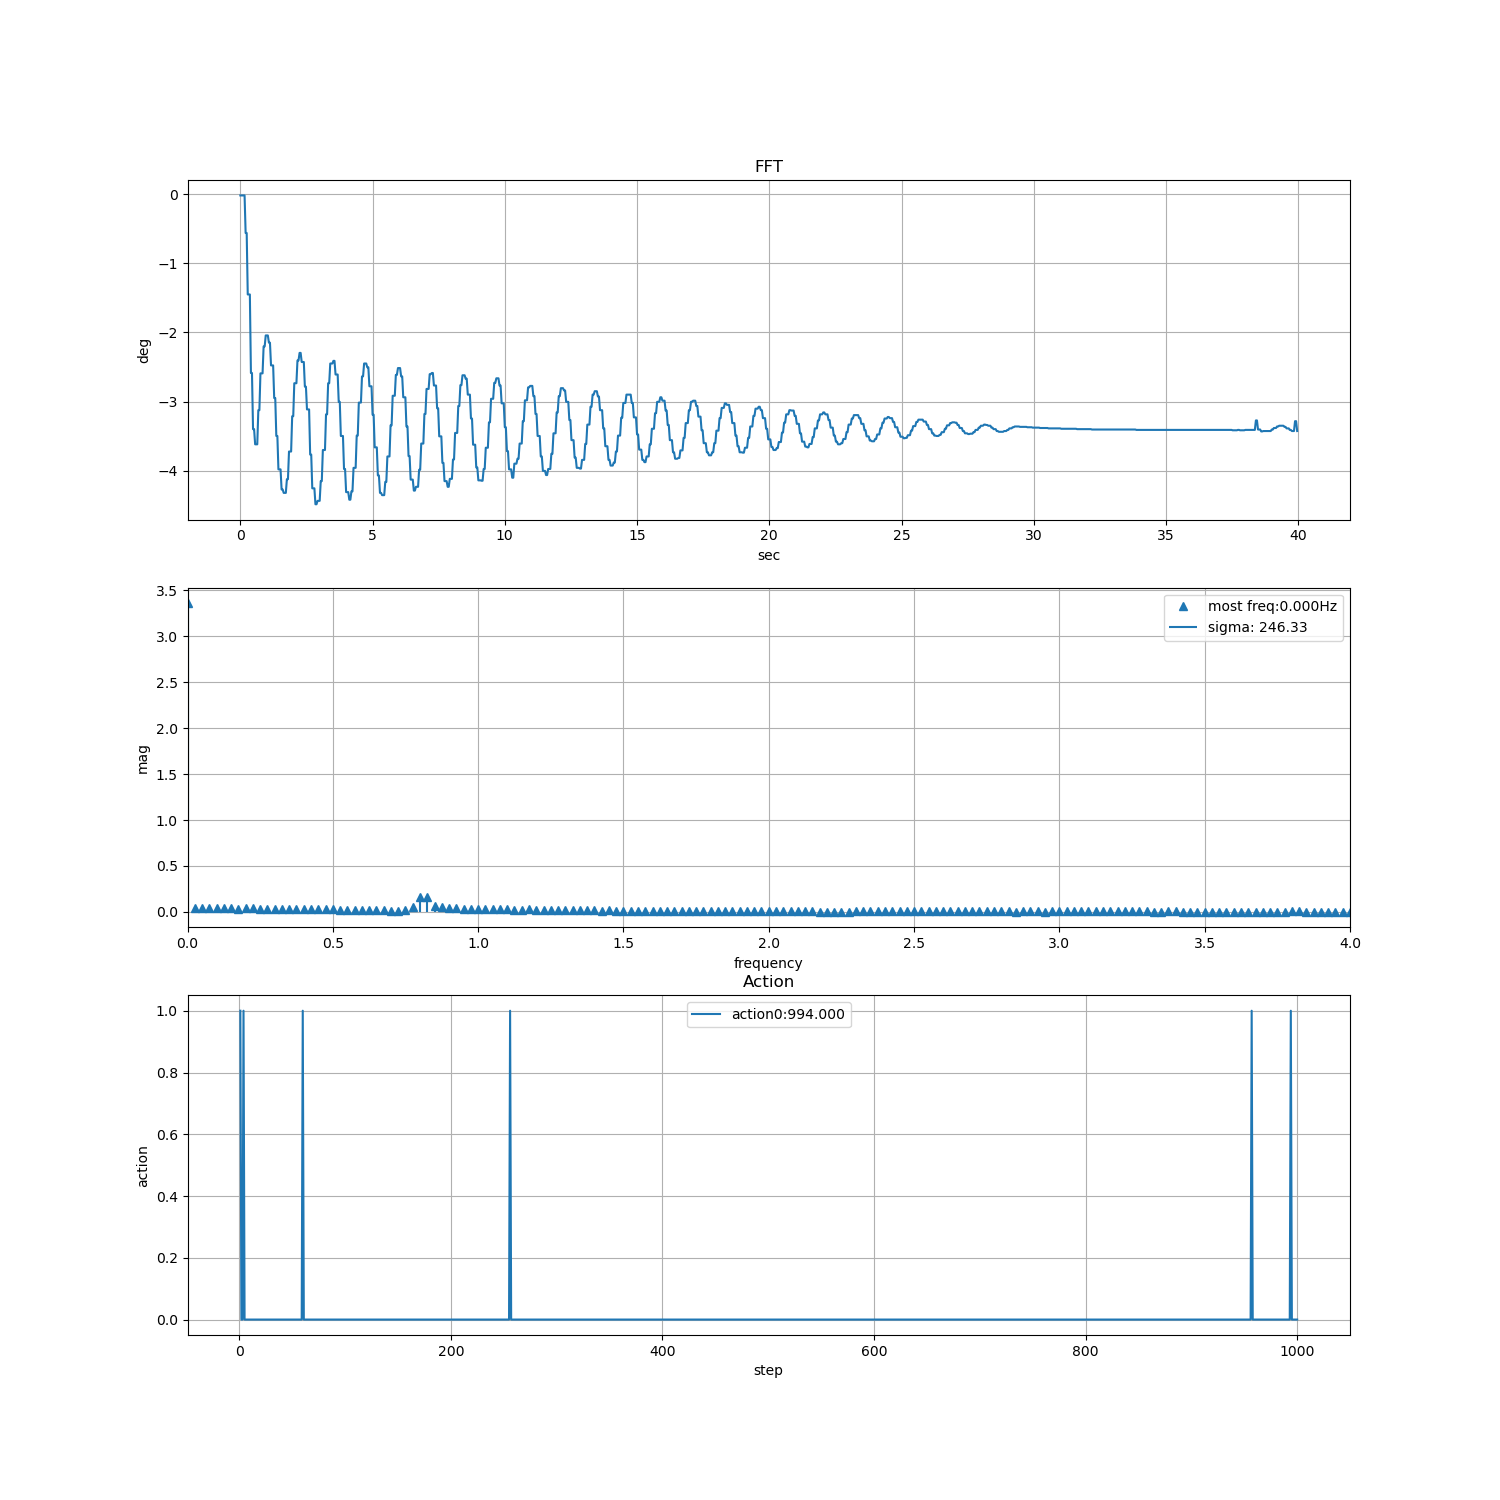 FFT
0
−1
−2
−3
−4
deg
0 5 10 15 20 25 30 35 40
sec
3.5
3.0
2.5
2.0
1.5
1.0
0.5
0.0
mag
most freq:0.000Hz
sigma: 246.33
0.0 0.5 1.0 1.5 2.0 2.5 3.0 3.5 4.0
frequency
Action
1.0
0.8
0.6
0.4
0.2
0.0
action
action0:994.000
0 200 400 600 800 1000
step